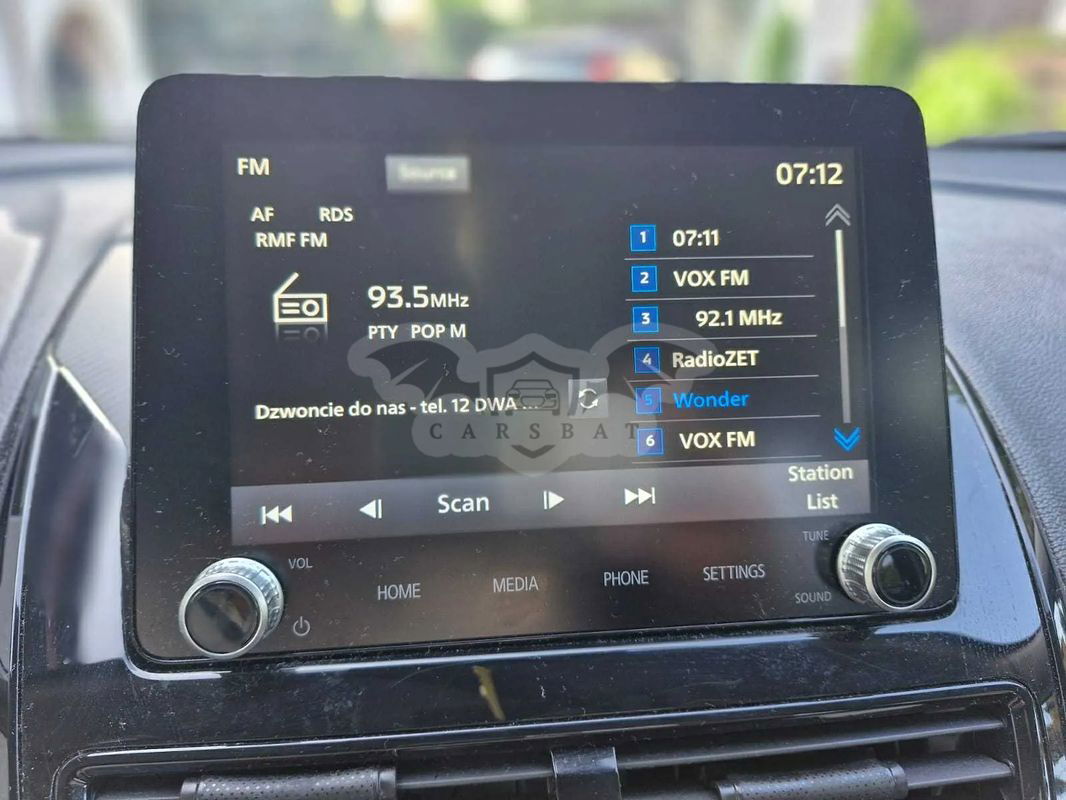 FM
Source
07:12
AF RDS
RMF FM
93.5MHz
PTY POP M
Dzwoncie do nas - tel. 12 DWA ...
1 07:11
2 VOX FM
3 92.1 MHz
4 RadioZET
5 Wonder
6 VOX FM
CARSBAT
Scan
Station
List
VOL
HOME
MEDIA
PHONE
SETTINGS
TUNE
SOUND